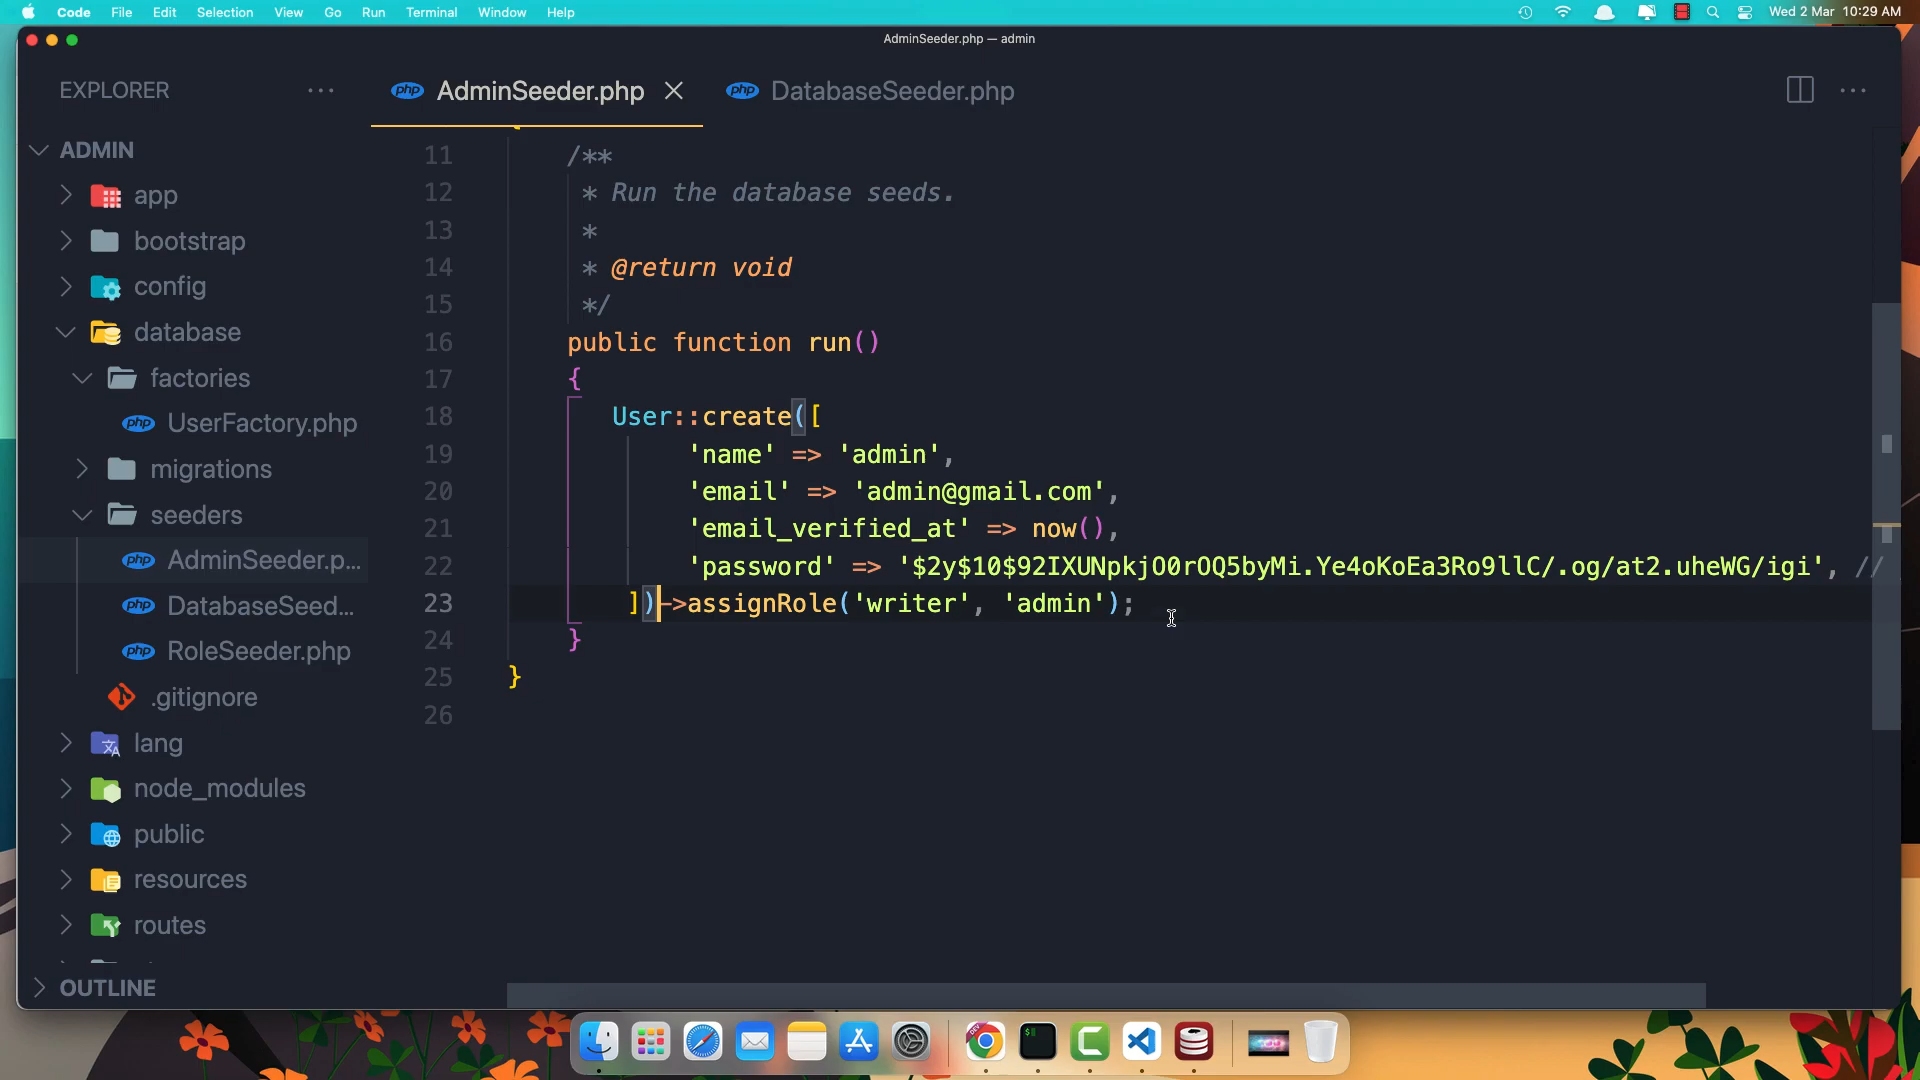 Code File Edit Selection View Go Run Terminal Window Help
Wed 2 Mar 10:29 AM
AdminSeeder.php — admin
EXPLORER
AdminSeeder.php
DatabaseSeeder.php
ADMIN
app
bootstrap
config
database
factories
UserFactory.php
migrations
seeders
AdminSeeder.p...
DatabaseSeed...
RoleSeeder.php
.gitignore
lang
node_modules
public
resources
routes
OUTLINE
11 /**
12 * Run the database seeds.
13 *
14 * @return void
15 */
16 public function run()
17 {
18 User::create([
19 'name' => 'admin',
20 'email' => 'admin@gmail.com',
21 'email_verified_at' => now(),
22 'password' => '$2y$10$92IXUNpkjO0rOQ5byMi.Ye4oKoEa3Ro9llC/.og/at2.uheWG/igi', //
23 ])->assignRole('writer', 'admin');
24 }
25 }
26